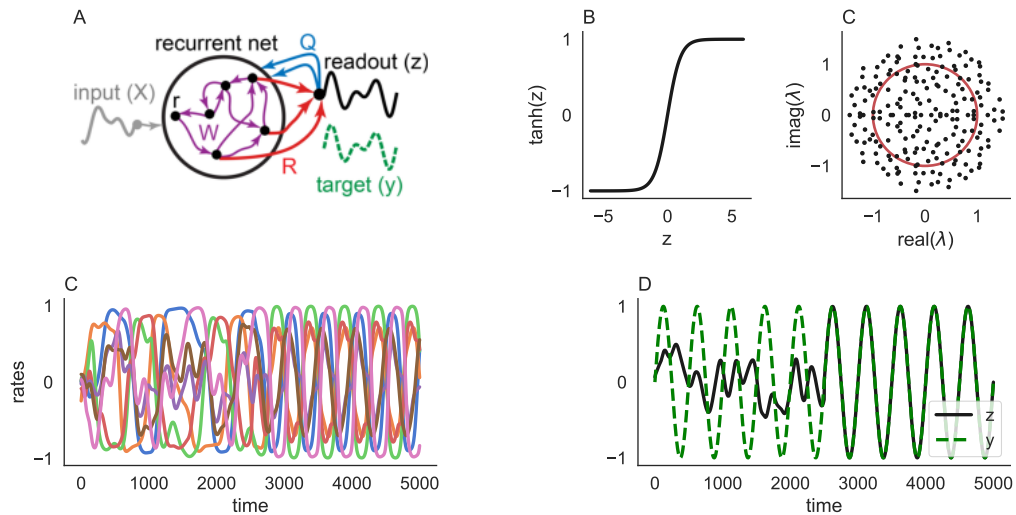 A
recurrent net
Q
readout (z)
input (X)
r
W
R
target (y)
B
tanh(z)
1
0
−1
−5
0
5
z
C
imag(λ)
1
0
−1
−1
0
1
real(λ)
C
rates
1
0
−1
0
1000
2000
3000
4000
5000
time
D
1
0
−1
z
y
0
1000
2000
3000
4000
5000
time